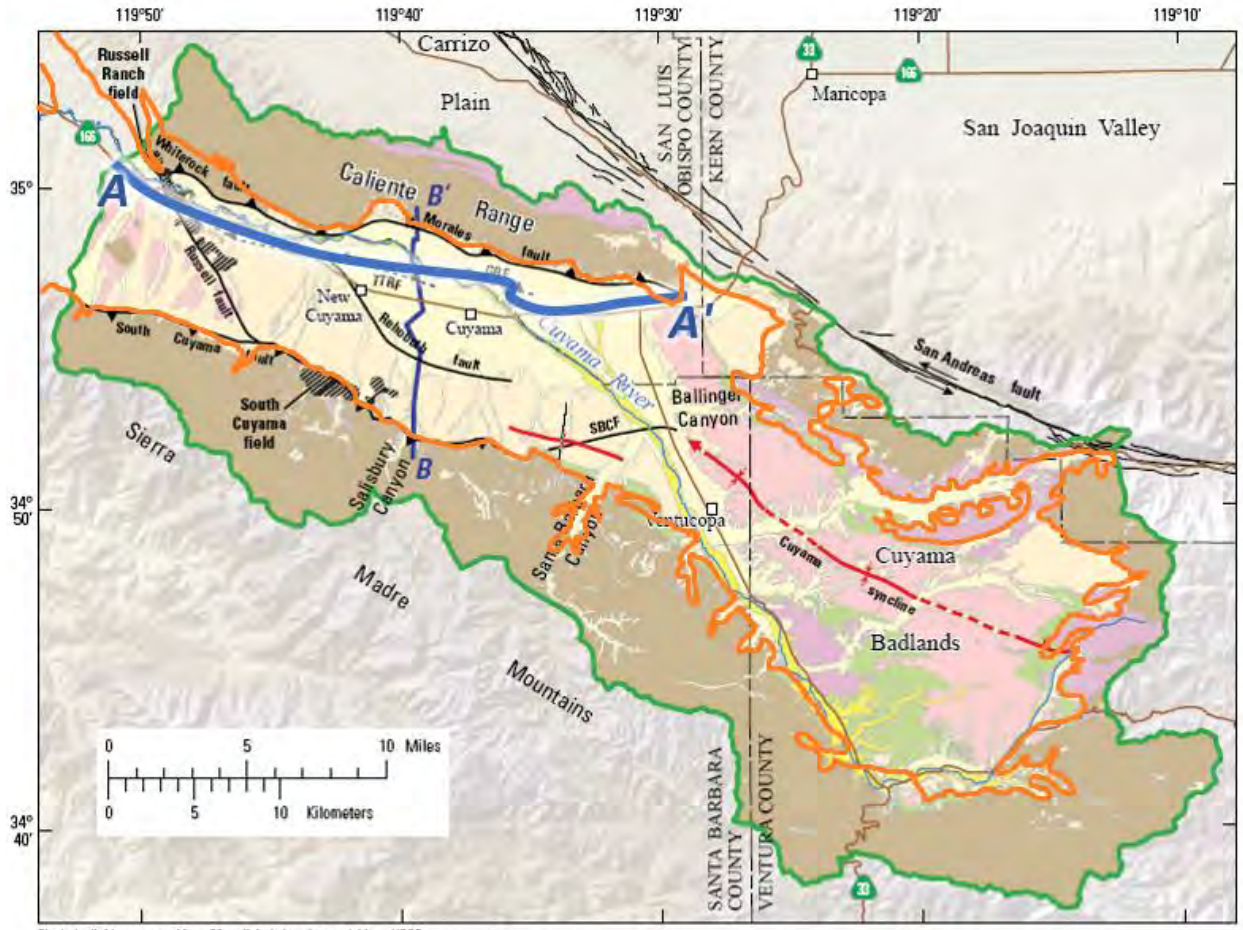 119°50'
119°40'
119°30'
119°20'
119°10'
Russell
Ranch
field
Carrizo
Plain
33
166
Maricopa
SAN LUIS
OBISPO COUNTY
KERN COUNTY
San Joaquin Valley
166
35°
Whiterock fault
Caliente
Range
A
B'
Morales
fault
Russell fault
New
Cuyama
TTRF
Cuyama
Rehoboth
fault
A'
Cuyama River
San Andreas fault
South
Cuyama
fault
South
Cuyama
field
Ballinger
Canyon
SBCF
Sierra
Salisbury
Canyon
B
34°
50'
Canyon
Ventucopa
Cuyama
syncline
Cuyama
Badlands
Madre
Mountains
0 5 10 Miles
0 5 10 Kilometers
34°
40'
SANTA BARBARA
COUNTY
VENTURA COUNTY
33